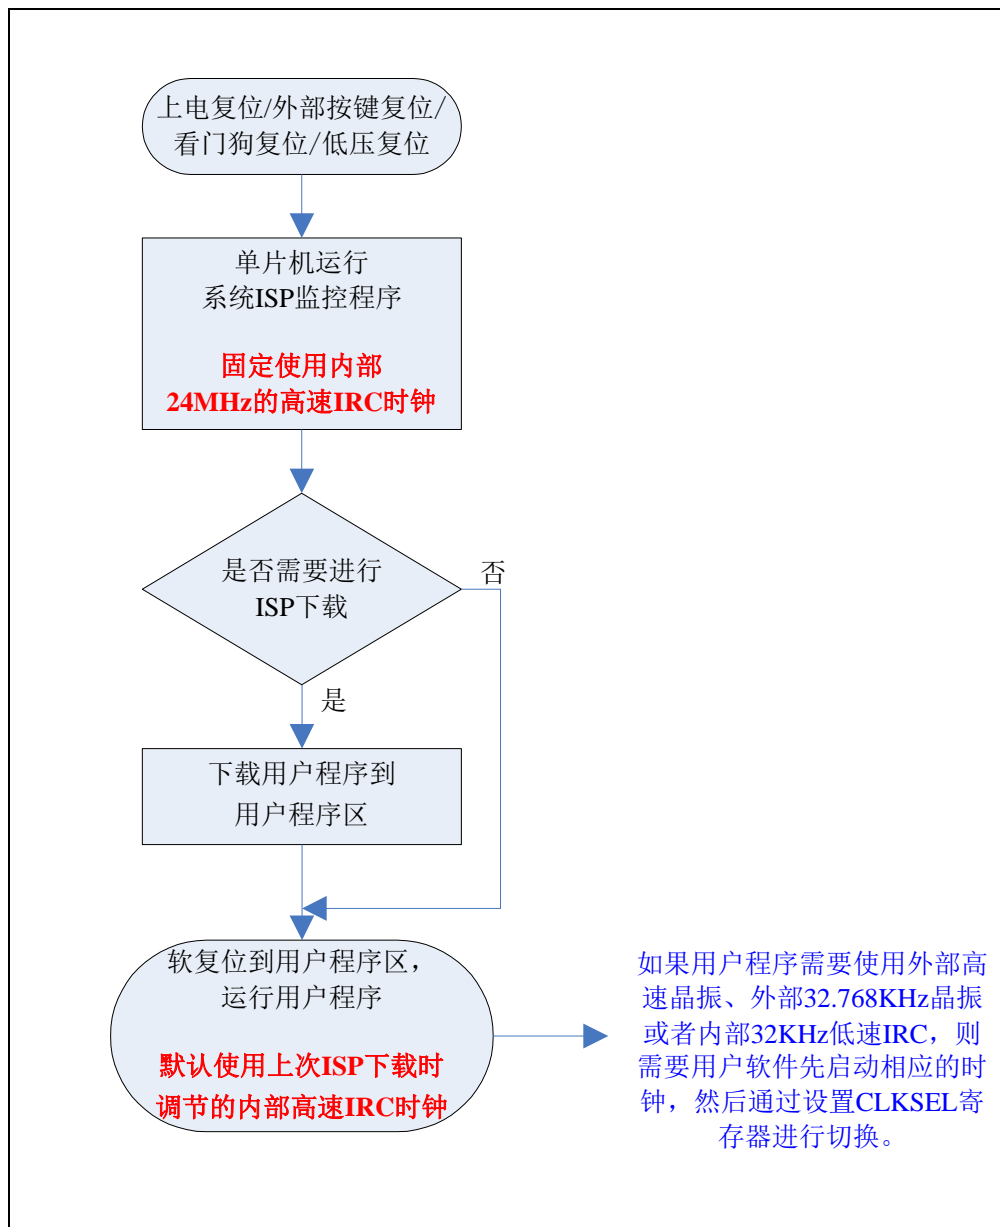 上电复位/外部按键复位/
看门狗复位/低压复位
单片机运行
系统ISP监控程序
固定使用内部
24MHz的高速IRC时钟
是否需要进行
ISP下载
否
是
下载用户程序到
用户程序区
软复位到用户程序区，
运行用户程序
默认使用上次ISP下载时
调节的内部高速IRC时钟
如果用户程序需要使用外部高
速晶振、外部32.768KHz晶振
或者内部32KHz低速IRC，则
需要用户软件先启动相应的时
钟，然后通过设置CLKSEL寄
存器进行切换。